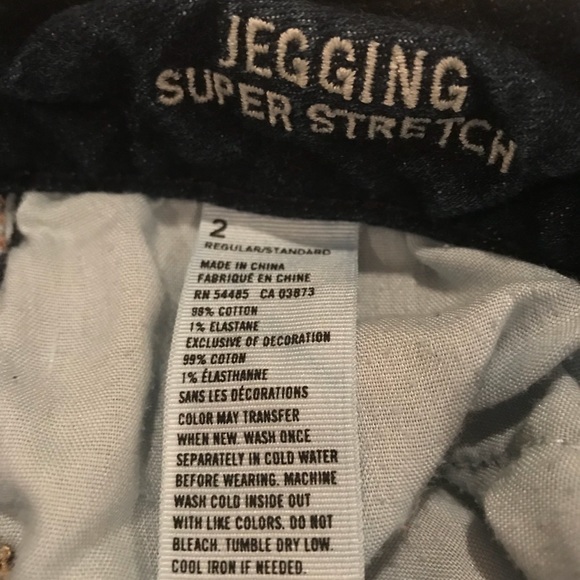 JEGGING
SUPER STRETCH
2
REGULAR/STANDARD
MADE IN CHINA
FABRIQUÉ EN CHINE
RN 54485 CA 03873
99% COTTON
1% ELASTANE
EXCLUSIVE OF DECORATION
99% COTON
1% ÉLASTHANNE
SANS LES DÉCORATIONS
COLOR MAY TRANSFER
WHEN NEW. WASH ONCE
SEPARATELY IN COLD WATER
BEFORE WEARING. MACHINE
WASH COLD INSIDE OUT
WITH LIKE COLORS. DO NOT
BLEACH. TUMBLE DRY LOW.
COOL IRON IF NEEDED.